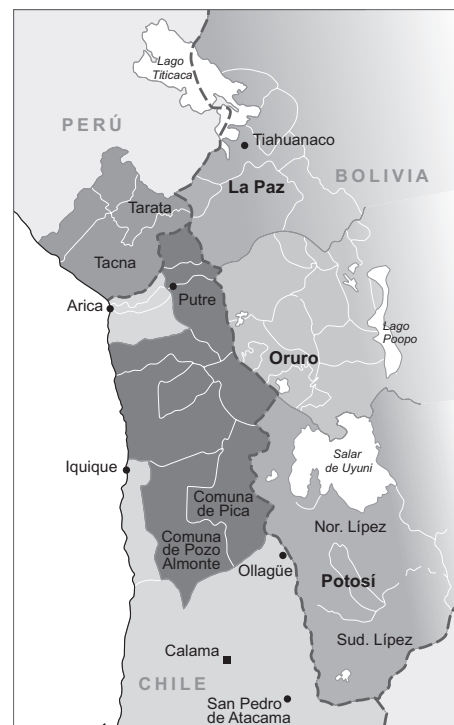 Lago
Titicaca
PERÚ
Tiahuanaco
BOLIVIA
La Paz
Tarata
Tacna
Putre
Arica
Lago
Poopo
Oruro
Salar
de Uyuni
Iquique
Comuna
de Pica
Nor. Lípez
Comuna
de Pozo
Almonte
Ollagüe
Potosí
Sud. Lípez
Calama
CHILE
San Pedro
de Atacama